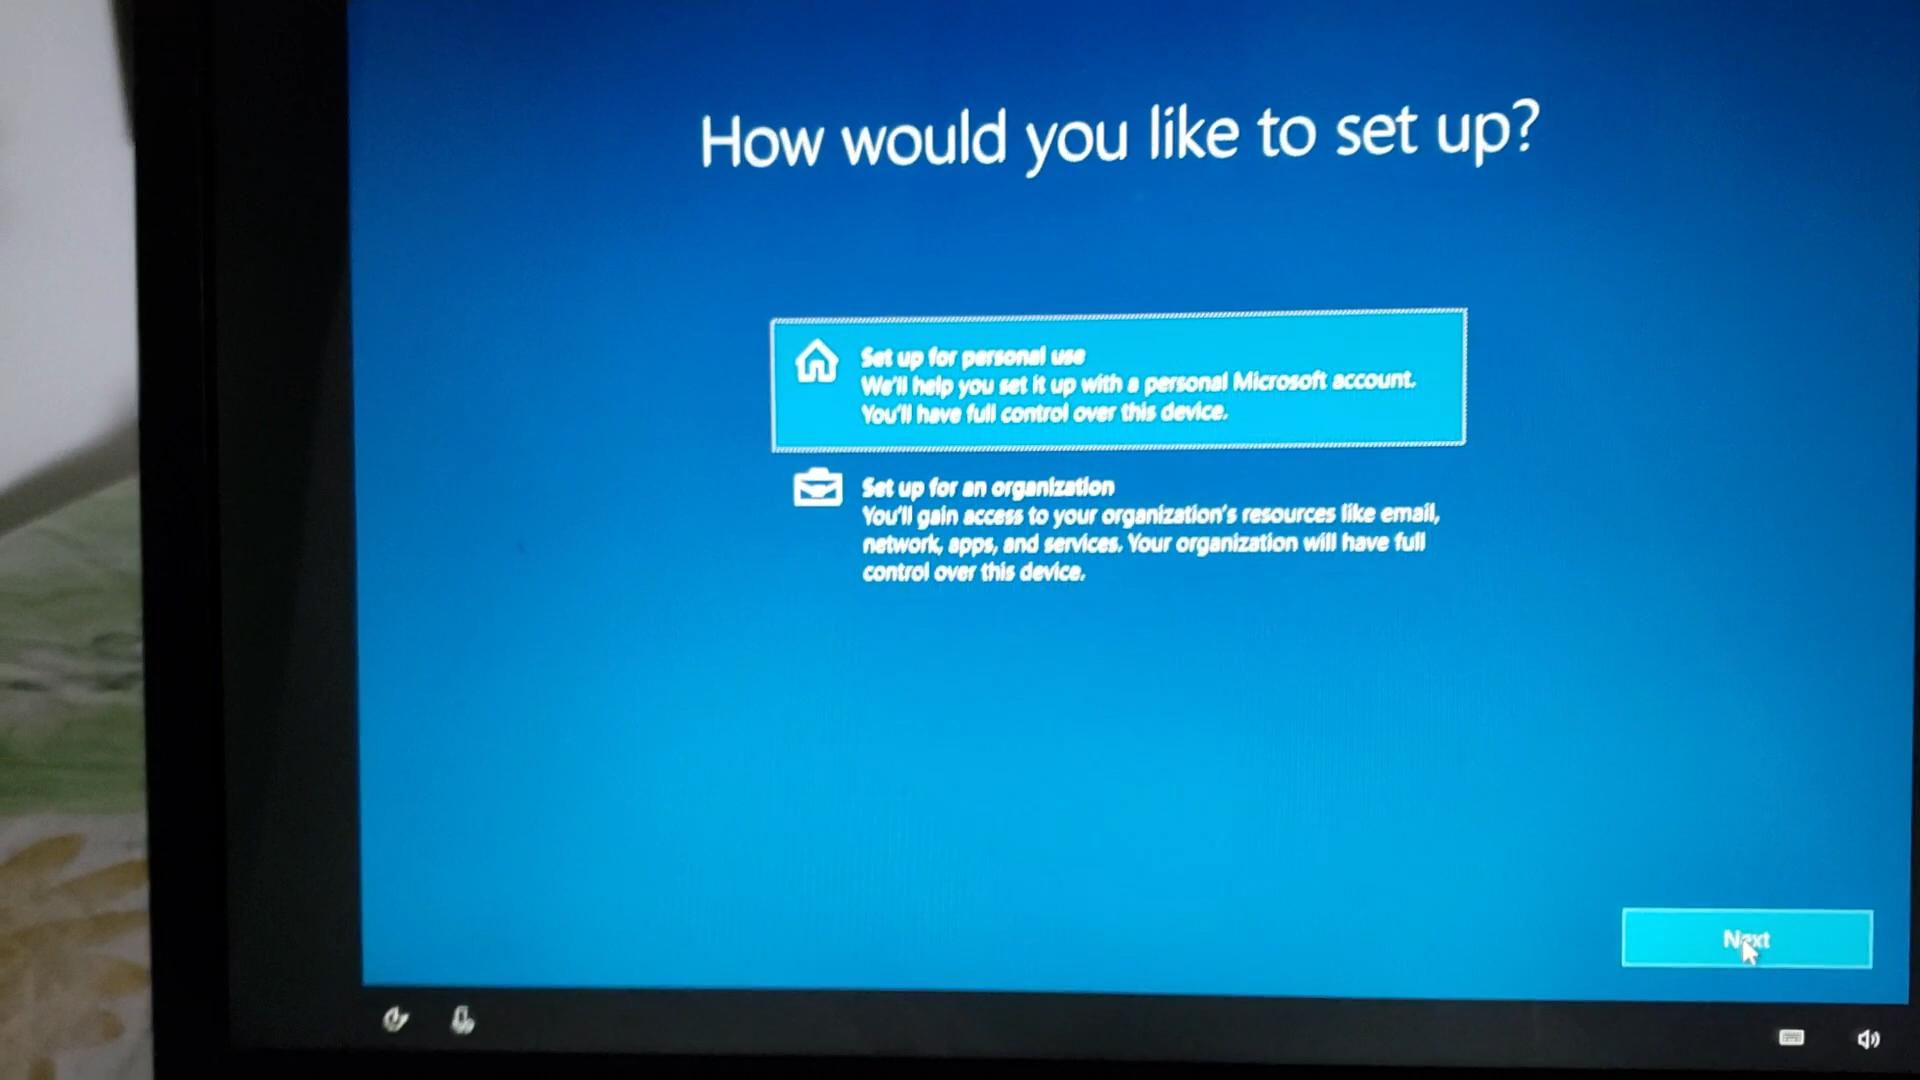 How would you like to set up?
Set up for personal use
We'll help you set it up with a personal Microsoft account.
You'll have full control over this device.
Set up for an organization
You'll gain access to your organization's resources like email,
network, apps, and services. Your organization will have full
control over this device.
Next